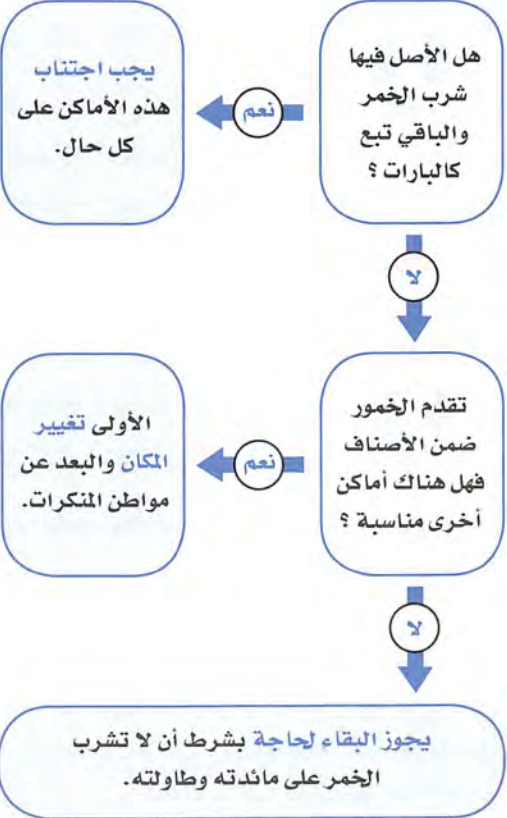 هل الأصل فيها
شرب الخمر
والباقي تبع
كالبارات ؟
نعم
يجب اجتناب
هذه الأماكن على
كل حال.
لا
تقدم الخمور
ضمن الأصناف
فهل هناك أماكن
أخرى مناسبة ؟
نعم
الأولى تغيير
المكان والبعد عن
مواطن المنكرات.
لا
يجوز البقاء لحاجة بشرط أن لا تشرب
الخمر على مائدته وطاولته.